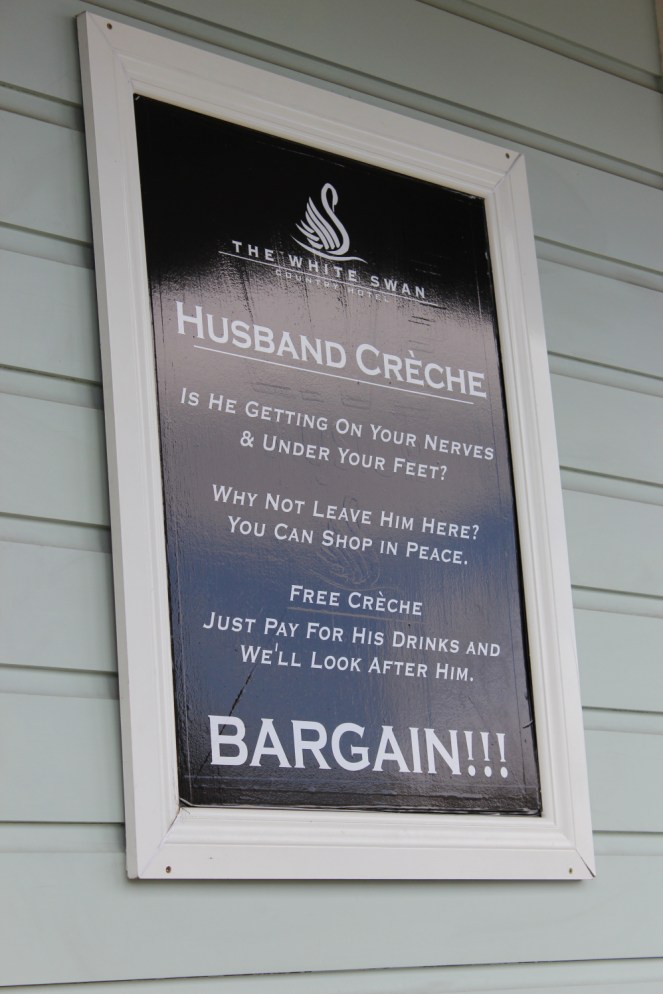 THE WHITE SWAN
COUNTRY HOTEL
HUSBAND CRÈCHE
IS HE GETTING ON YOUR NERVES
& UNDER YOUR FEET?
WHY NOT LEAVE HIM HERE?
YOU CAN SHOP IN PEACE.
FREE CRÈCHE
JUST PAY FOR HIS DRINKS AND
WE'LL LOOK AFTER HIM.
BARGAIN!!!